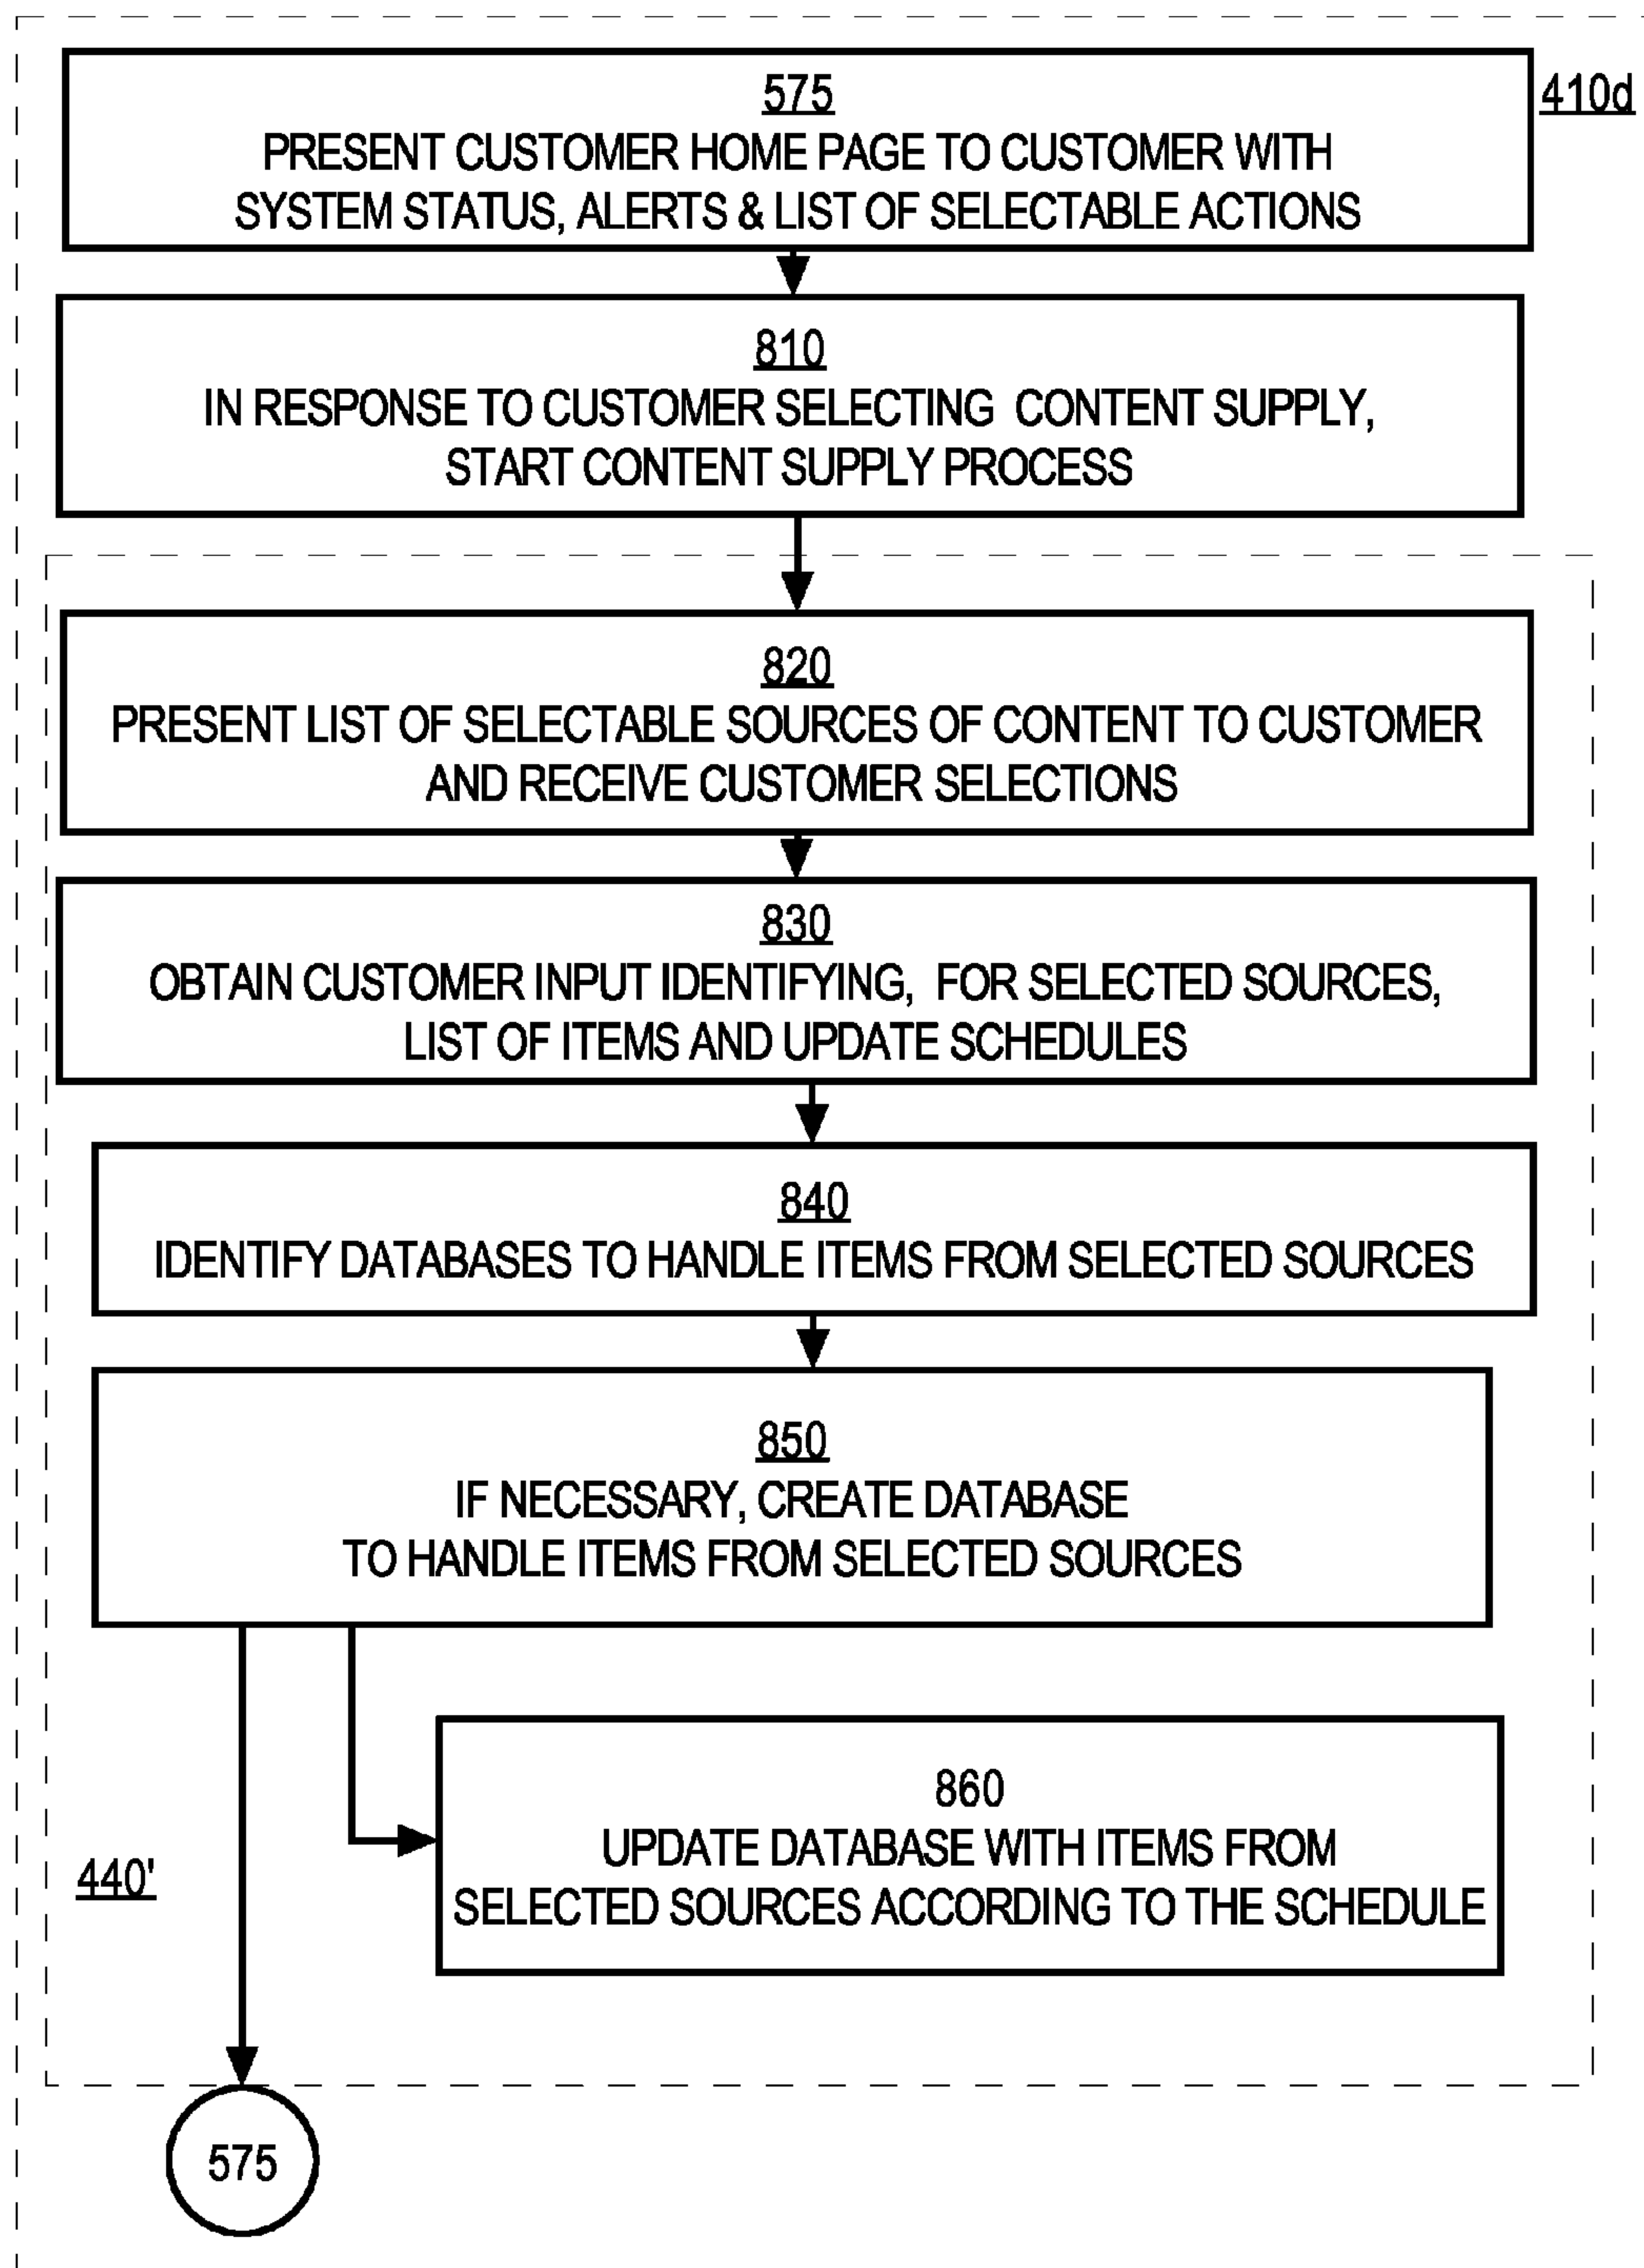 575
410d
PRESENT CUSTOMER HOME PAGE TO CUSTOMER WITH
SYSTEM STATUS, ALERTS & LIST OF SELECTABLE ACTIONS
810
IN RESPONSE TO CUSTOMER SELECTING CONTENT SUPPLY,
START CONTENT SUPPLY PROCESS
820
PRESENT LIST OF SELECTABLE SOURCES OF CONTENT TO CUSTOMER
AND RECEIVE CUSTOMER SELECTIONS
830
OBTAIN CUSTOMER INPUT IDENTIFYING, FOR SELECTED SOURCES,
LIST OF ITEMS AND UPDATE SCHEDULES
840
IDENTIFY DATABASES TO HANDLE ITEMS FROM SELECTED SOURCES
850
IF NECESSARY, CREATE DATABASE
TO HANDLE ITEMS FROM SELECTED SOURCES
860
UPDATE DATABASE WITH ITEMS FROM
SELECTED SOURCES ACCORDING TO THE SCHEDULE
440'
575